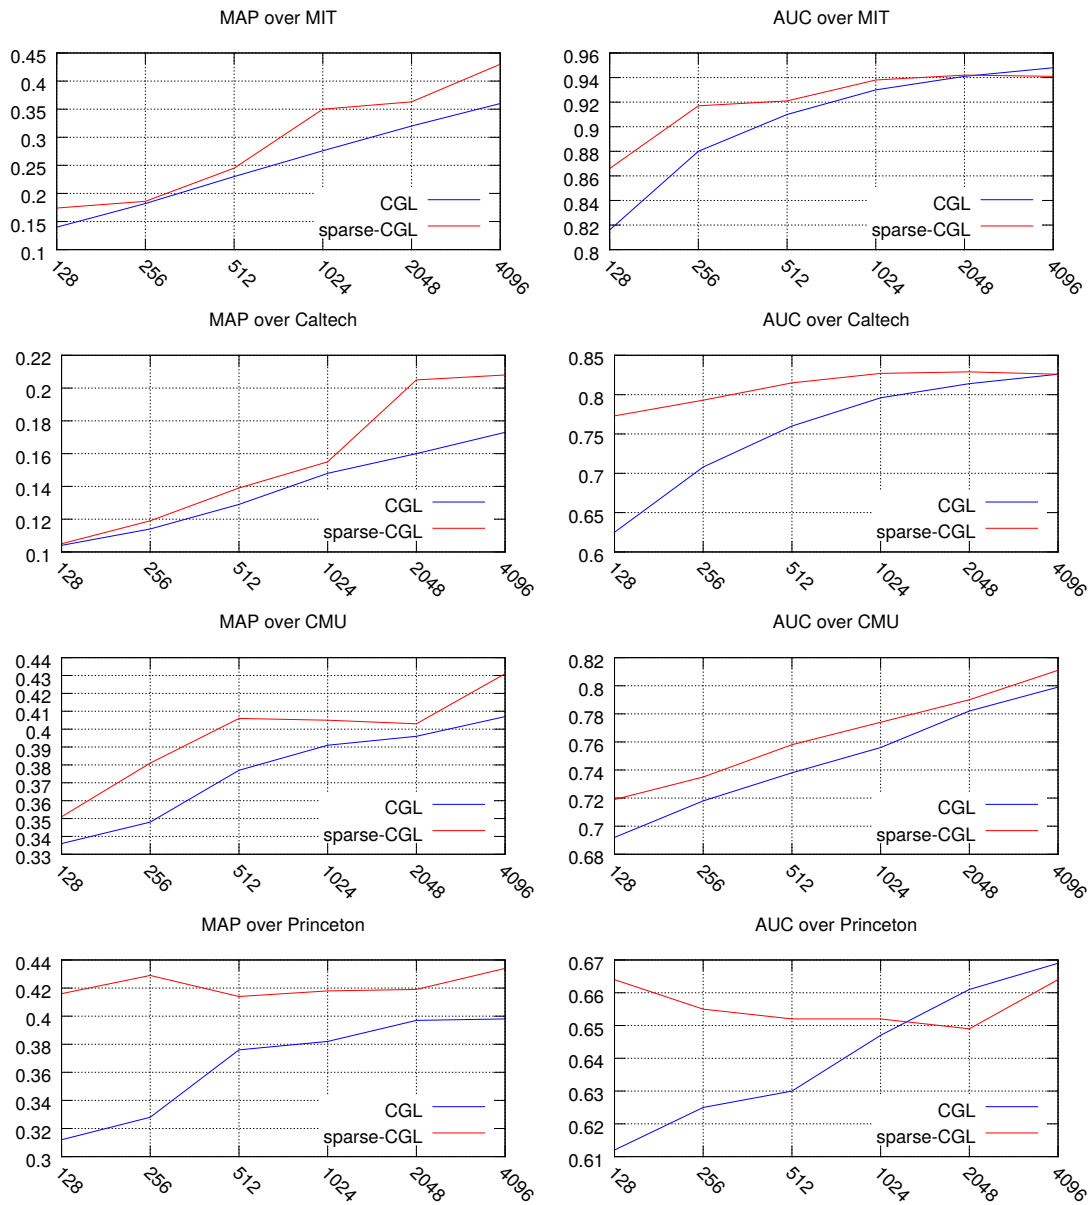 MAP over MIT
0.45
0.4
0.35
0.3
0.25
0.2
0.15
0.1
CGL
sparse-CGL
128 256 512 1024 2048 4096
AUC over MIT
0.96
0.94
0.92
0.9
0.88
0.86
0.84
0.82
0.8
CGL
sparse-CGL
128 256 512 1024 2048 4096
MAP over Caltech
0.22
0.2
0.18
0.16
0.14
0.12
0.1
CGL
sparse-CGL
128 256 512 1024 2048 4096
AUC over Caltech
0.85
0.8
0.75
0.7
0.65
0.6
CGL
sparse-CGL
128 256 512 1024 2048 4096
MAP over CMU
0.44
0.43
0.42
0.41
0.4
0.39
0.38
0.37
0.36
0.35
0.34
0.33
CGL
sparse-CGL
128 256 512 1024 2048 4096
AUC over CMU
0.82
0.8
0.78
0.76
0.74
0.72
0.7
0.68
CGL
sparse-CGL
128 256 512 1024 2048 4096
MAP over Princeton
0.44
0.42
0.4
0.38
0.36
0.34
0.32
0.3
CGL
sparse-CGL
128 256 512 1024 2048 4096
AUC over Princeton
0.67
0.66
0.65
0.64
0.63
0.62
0.61
CGL
sparse-CGL
128 256 512 1024 2048 4096